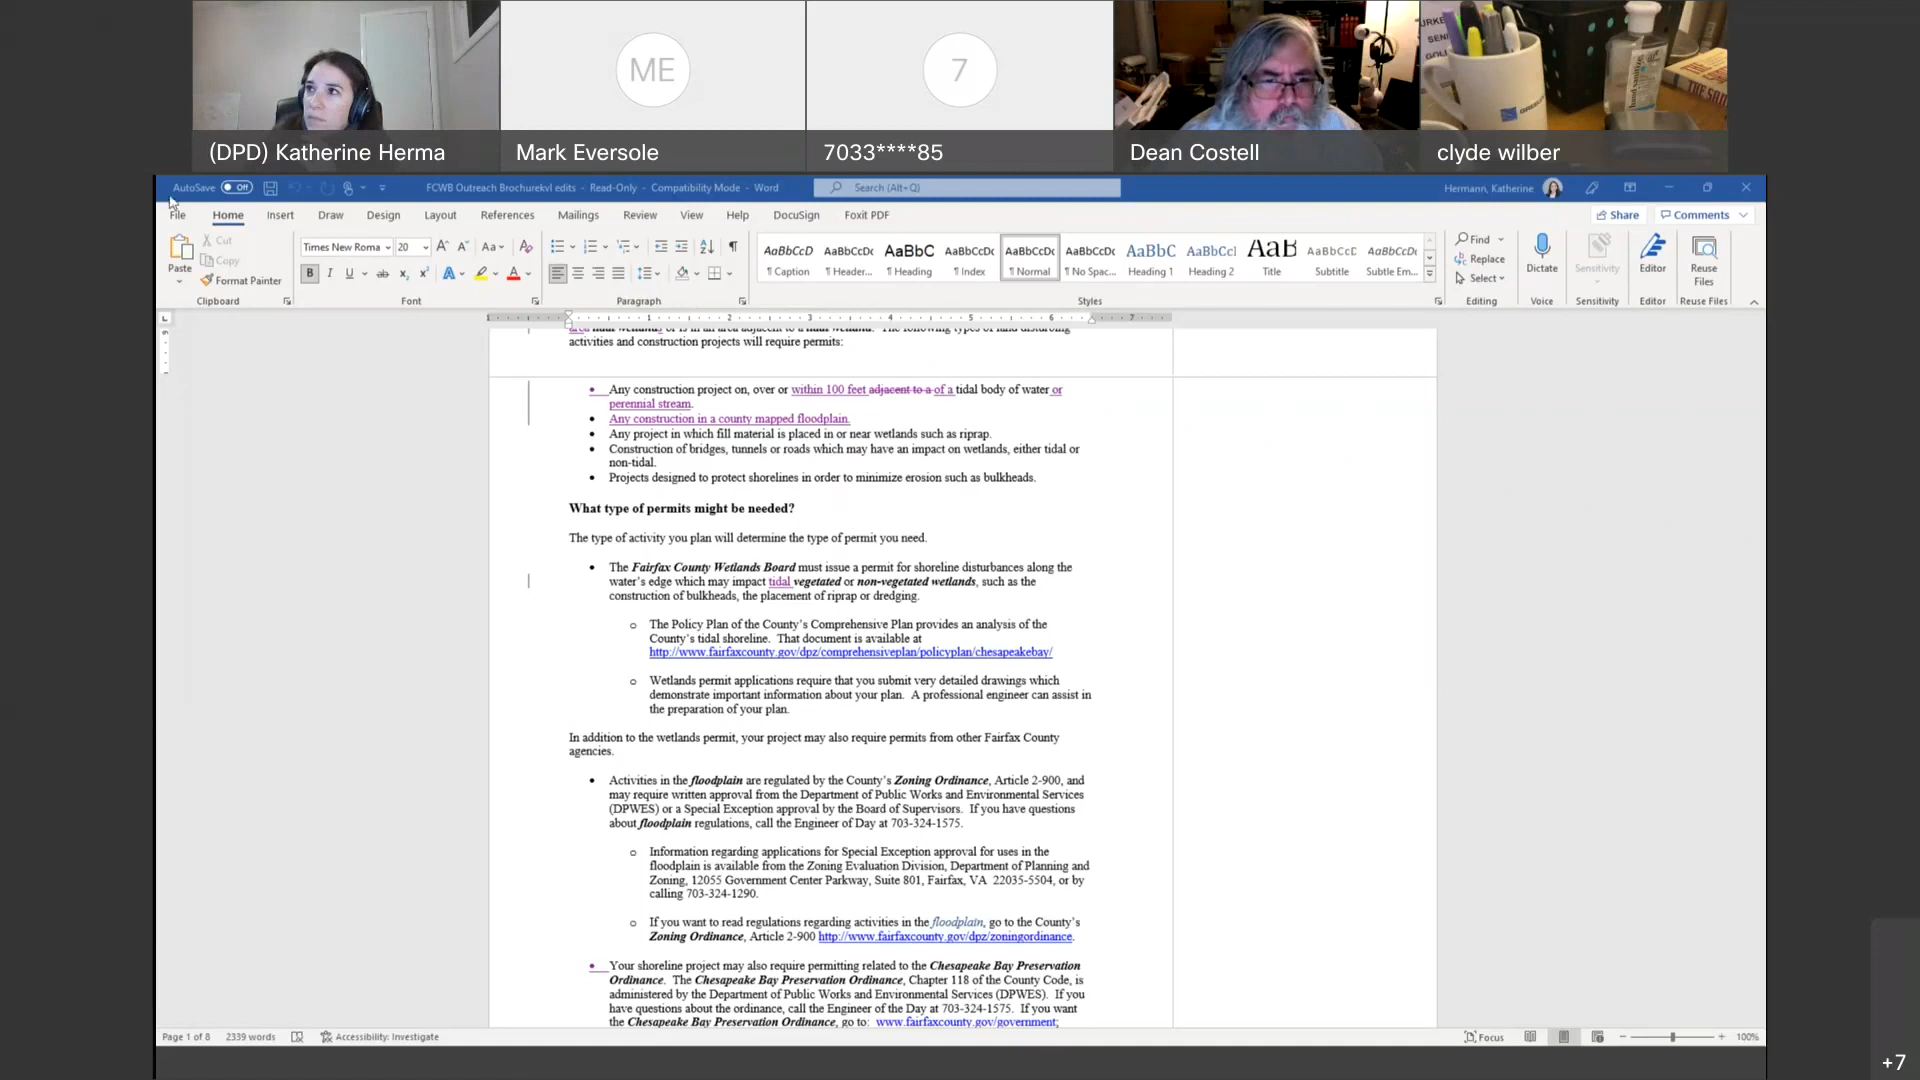 ME
7
(DPD) Katherine Herma
Mark Eversole
7033****85
Dean Costell
clyde wilber
AutoSave Off
FCWB Outreach Brochurekvl edits - Read-Only - Compatibility Mode - Word
Search (Alt+Q)
Hermann, Katherine
File Home Insert Draw Design Layout References Mailings Review View Help DocuSign Foxit PDF
Share Comments
Paste
Cut
Copy
Format Painter
Clipboard
Times New Roma 20
Font
Paragraph
AaBbCcD AaBbCcDc AaBbC AaBbCcDc AaBbCcDc AaBbCcDc AaBbC AaBbCcI AaB AaBbCcD AaBbCcDc
¶ Caption ¶ Header... ¶ Heading ¶ Index ¶ Normal ¶ No Spac... Heading 1 Heading 2 Title Subtitle Subtle Em...
Styles
Find
Replace
Select
Editing
Dictate
Voice
Sensitivity
Sensitivity
Editor
Editor
Reuse
Files
Reuse Files
activities and construction projects will require permits:
• Any construction project on, over or within 100 feet adjacent to a of a tidal body of water or
perennial stream.
• Any construction in a county mapped floodplain.
• Any project in which fill material is placed in or near wetlands such as riprap.
• Construction of bridges, tunnels or roads which may have an impact on wetlands, either tidal or
non-tidal.
• Projects designed to protect shorelines in order to minimize erosion such as bulkheads.
What type of permits might be needed?
The type of activity you plan will determine the type of permit you need.
• The Fairfax County Wetlands Board must issue a permit for shoreline disturbances along the
water's edge which may impact tidal vegetated or non-vegetated wetlands, such as the
construction of bulkheads, the placement of riprap or dredging.
o The Policy Plan of the County's Comprehensive Plan provides an analysis of the
County's tidal shoreline. That document is available at
http://www.fairfaxcounty.gov/dpz/comprehensiveplan/policyplan/chesapeakebay/
o Wetlands permit applications require that you submit very detailed drawings which
demonstrate important information about your plan. A professional engineer can assist in
the preparation of your plan.
In addition to the wetlands permit, your project may also require permits from other Fairfax County
agencies.
• Activities in the floodplain are regulated by the County's Zoning Ordinance, Article 2-900, and
may require written approval from the Department of Public Works and Environmental Services
(DPWES) or a Special Exception approval by the Board of Supervisors. If you have questions
about floodplain regulations, call the Engineer of Day at 703-324-1575.
o Information regarding applications for Special Exception approval for uses in the
floodplain is available from the Zoning Evaluation Division, Department of Planning and
Zoning, 12055 Government Center Parkway, Suite 801, Fairfax, VA 22035-5504, or by
calling 703-324-1290.
o If you want to read regulations regarding activities in the floodplain, go to the County's
Zoning Ordinance, Article 2-900 http://www.fairfaxcounty.gov/dpz/zoningordinance.
• Your shoreline project may also require permitting related to the Chesapeake Bay Preservation
Ordinance. The Chesapeake Bay Preservation Ordinance, Chapter 118 of the County Code, is
administered by the Department of Public Works and Environmental Services (DPWES). If you
have questions about the ordinance, call the Engineer of the Day at 703-324-1575. If you want
the Chesapeake Bay Preservation Ordinance, go to: www.fairfaxcounty.gov/government;
Page 1 of 8 2339 words Accessibility: Investigate
Focus
100%
+7